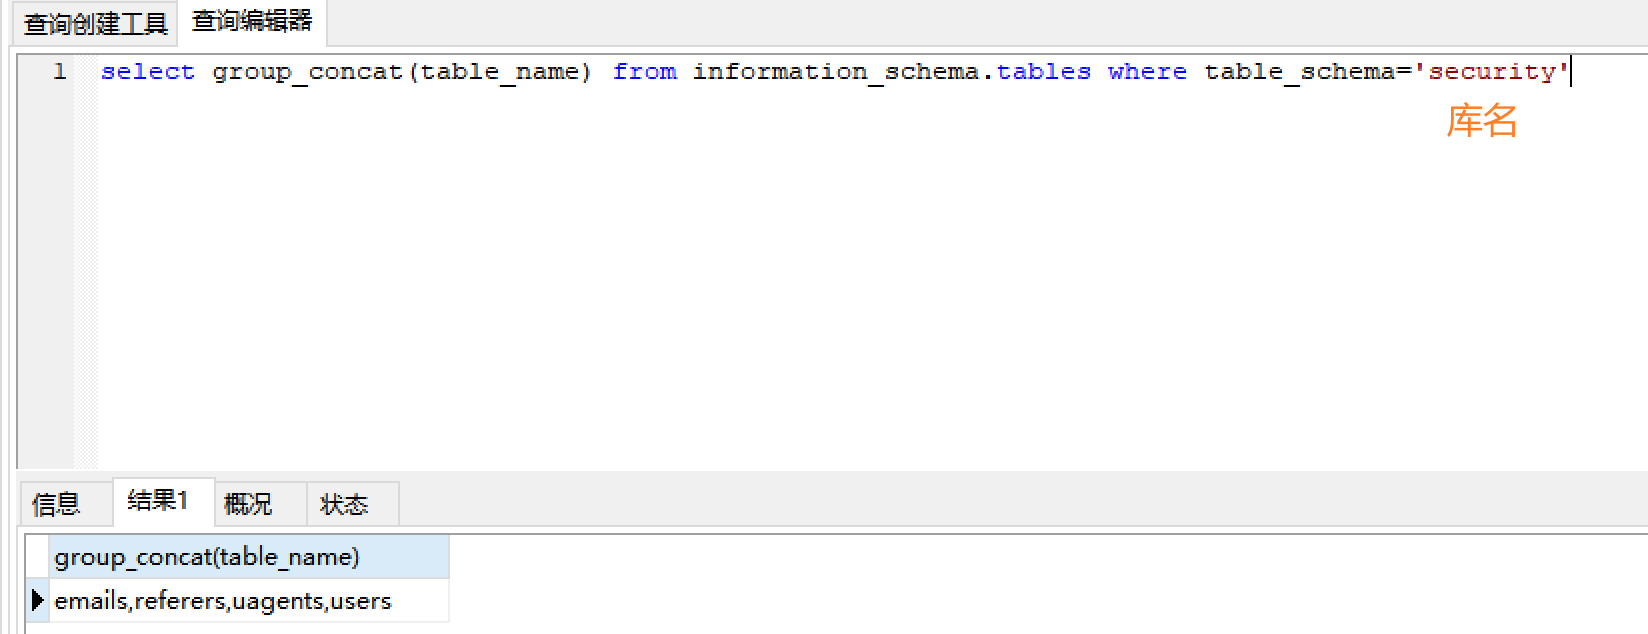 查询创建工具 查询编辑器
1 select group_concat(table_name) from information_schema.tables where table_schema='security'
库名
信息 结果1 概况 状态
group_concat(table_name)
emails,referers,uagents,users